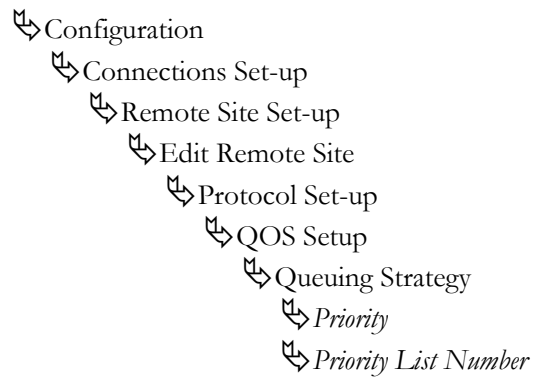 Configuration
Connections Set-up
Remote Site Set-up
Edit Remote Site
Protocol Set-up
QOS Setup
Queuing Strategy
Priority
Priority List Number